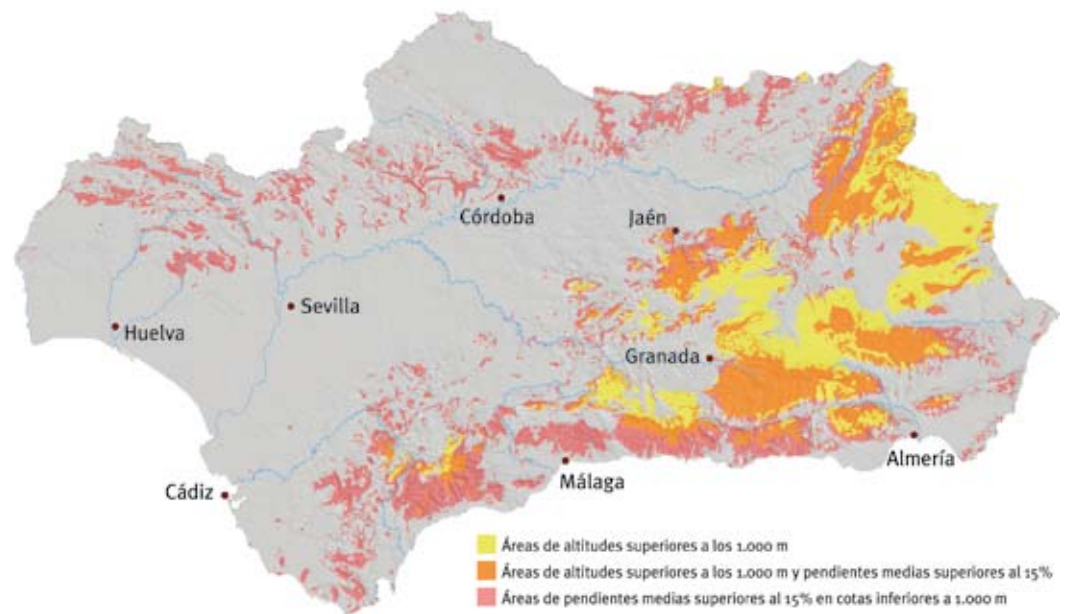 Córdoba
Jaén
Sevilla
Huelva
Granada
Almería
Málaga
Cádiz
Áreas de altitudes superiores a los 1.000 m
Áreas de altitudes superiores a los 1.000 m y pendientes medias superiores al 15%
Áreas de pendientes medias superiores al 15% en cotas inferiores a 1.000 m